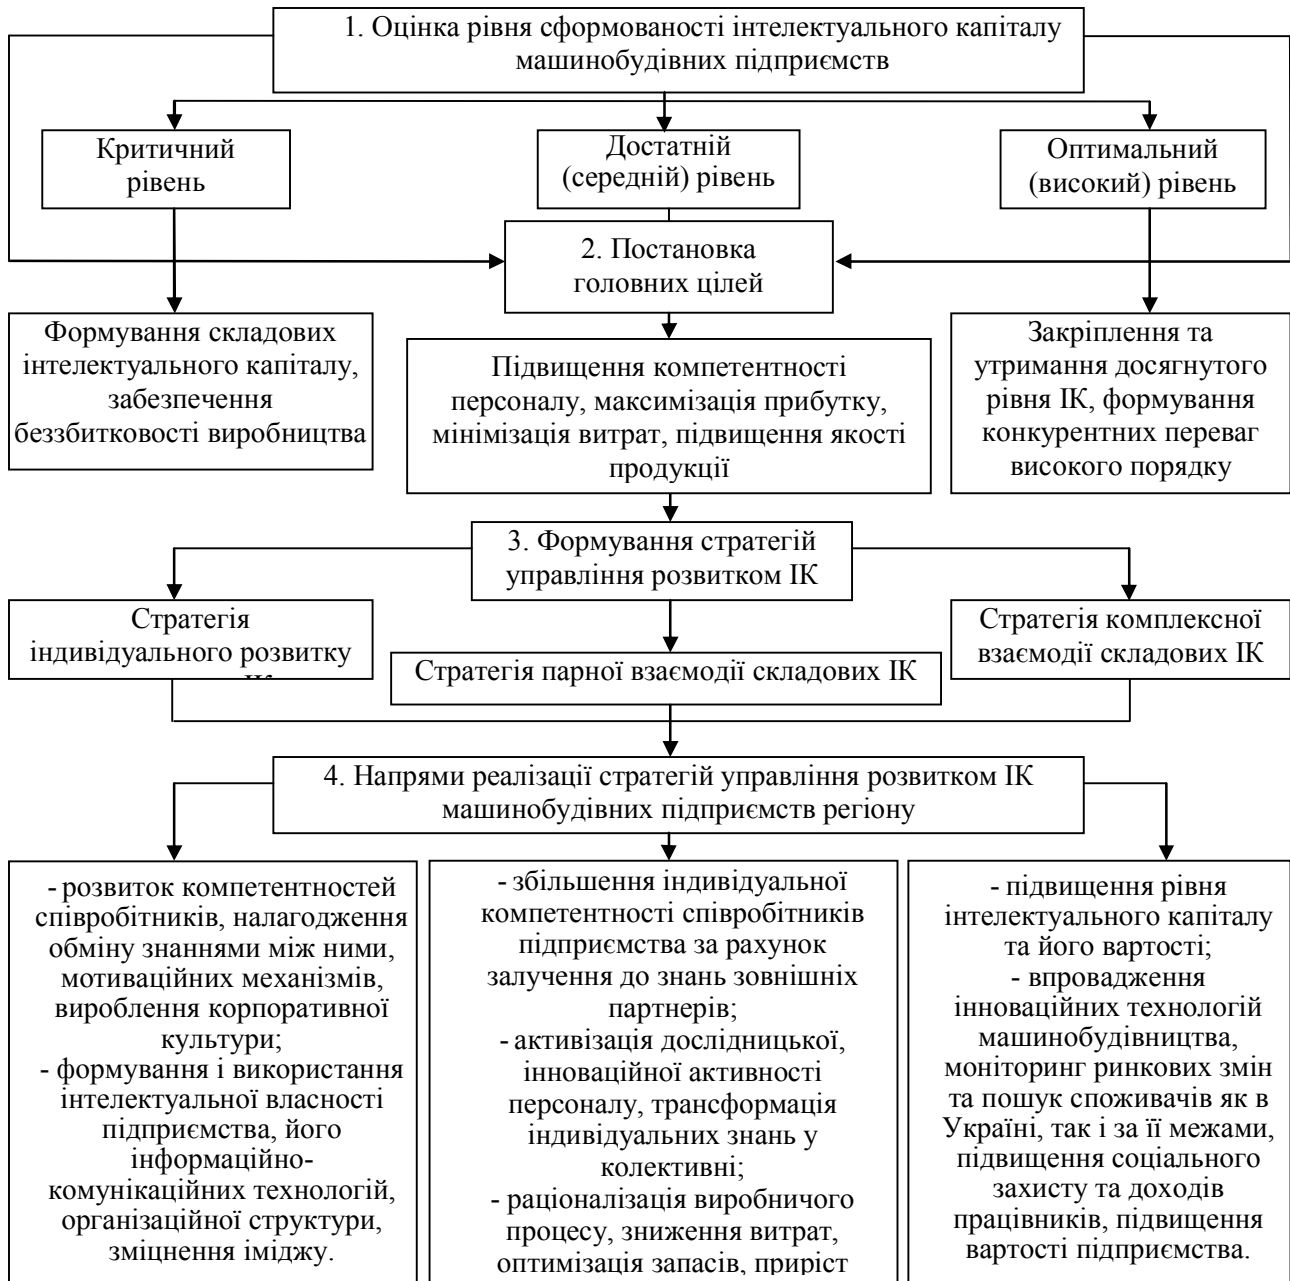 1. Оцінка рівня сформованості інтелектуального капіталу
машинобудівних підприємств
Критичний
рівень
Достатній
(середній) рівень
Оптимальний
(високий) рівень
2. Постановка
головних цілей
Формування складових
інтелектуального капіталу,
забезпечення
беззбитковості виробництва
Підвищення компетентності
персоналу, максимізація прибутку,
мінімізація витрат, підвищення якості
продукції
Закріплення та
утримання досягнутого
рівня ІК, формування
конкурентних переваг
високого порядку
3. Формування стратегій
управління розвитком ІК
Стратегія
індивідуального розвитку
Стратегія парної взаємодії складових ІК
Стратегія комплексної
взаємодії складових ІК
4. Напрями реалізації стратегій управління розвитком ІК
машинобудівних підприємств регіону
- розвиток компетентностей
співробітників, налагодження
обміну знаннями між ними,
мотиваційних механізмів,
вироблення корпоративної
культури;
- формування і використання
інтелектуальної власності
підприємства, його
інформаційно-
комунікаційних технологій,
організаційної структури,
зміцнення іміджу.
- збільшення індивідуальної
компетентності співробітників
підприємства за рахунок
залучення до знань зовнішніх
партнерів;
- активізація дослідницької,
інноваційної активності
персоналу, трансформація
індивідуальних знань у
колективні;
- раціоналізація виробничого
процесу, зниження витрат,
оптимізація запасів, приріст
- підвищення рівня
інтелектуального капіталу
та його вартості;
- впровадження
інноваційних технологій
машинобудівництва,
моніторинг ринкових змін
та пошук споживачів як в
Україні, так і за її межами,
підвищення соціального
захисту та доходів
працівників, підвищення
вартості підприємства.